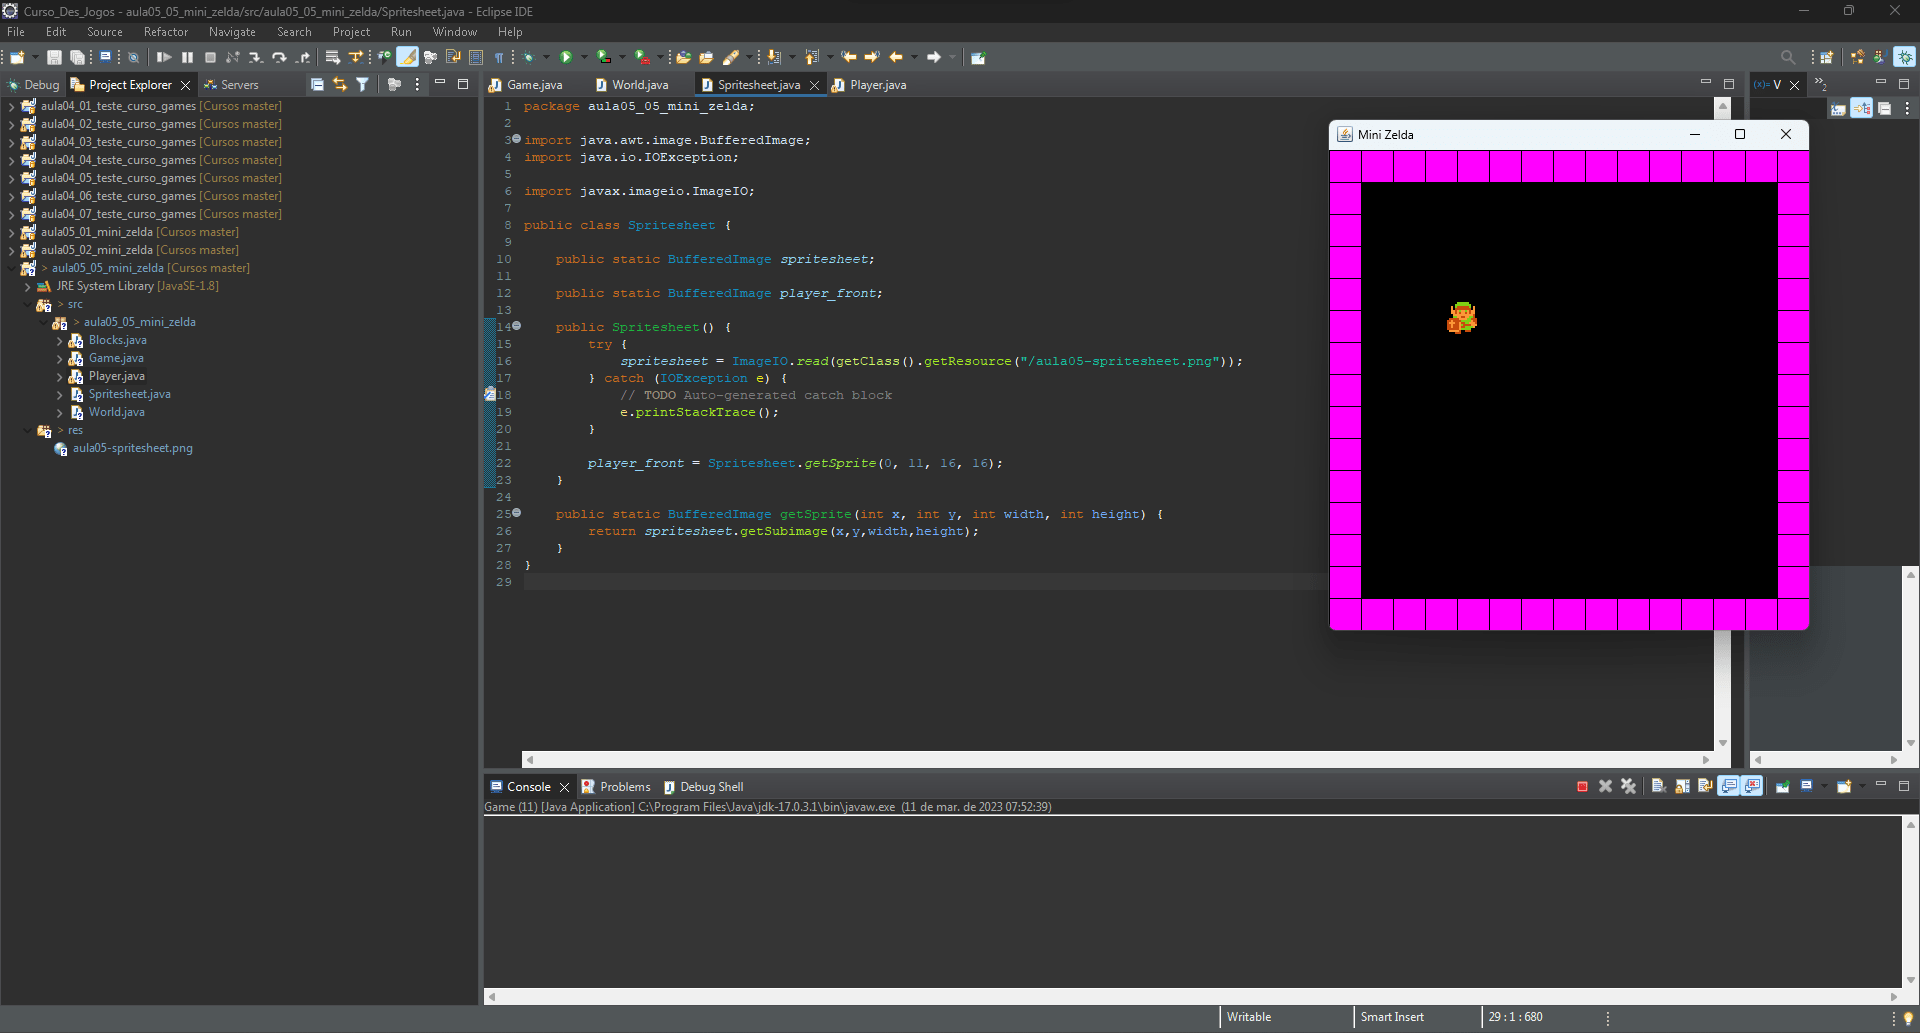 Curso_Des_Jogos - aula05_05_mini_zelda/src/aula05_05_mini_zelda/Spritesheet.java - Eclipse IDE
File Edit Source Refactor Navigate Search Project Run Window Help
Debug Project Explorer Servers
aula04_01_teste_curso_games [Cursos master]
aula04_02_teste_curso_games [Cursos master]
aula04_03_teste_curso_games [Cursos master]
aula04_04_teste_curso_games [Cursos master]
aula04_05_teste_curso_games [Cursos master]
aula04_06_teste_curso_games [Cursos master]
aula04_07_teste_curso_games [Cursos master]
aula05_01_mini_zelda [Cursos master]
aula05_02_mini_zelda [Cursos master]
> aula05_05_mini_zelda [Cursos master]
JRE System Library [JavaSE-1.8]
> src
> aula05_05_mini_zelda
Blocks.java
Game.java
Player.java
Spritesheet.java
World.java
> res
aula05-spritesheet.png
Game.java World.java Spritesheet.java Player.java
1 package aula05_05_mini_zelda;
2
3 import java.awt.image.BufferedImage;
4 import java.io.IOException;
5
6 import javax.imageio.ImageIO;
7
8 public class Spritesheet {
9
10 public static BufferedImage spritesheet;
11
12 public static BufferedImage player_front;
13
14 public Spritesheet() {
15 try {
16 spritesheet = ImageIO.read(getClass().getResource("/aula05-spritesheet.png"));
17 } catch (IOException e) {
18 // TODO Auto-generated catch block
19 e.printStackTrace();
20 }
21
22 player_front = Spritesheet.getSprite(0, 11, 16, 16);
23 }
24
25 public static BufferedImage getSprite(int x, int y, int width, int height) {
26 return spritesheet.getSubimage(x,y,width,height);
27 }
28 }
29
(x)= V
2
Mini Zelda
Console Problems Debug Shell
Game (11) [Java Application] C:\Program Files\Java\jdk-17.0.3.1\bin\javaw.exe (11 de mar. de 2023 07:52:39)
Writable Smart Insert 29 : 1 : 680